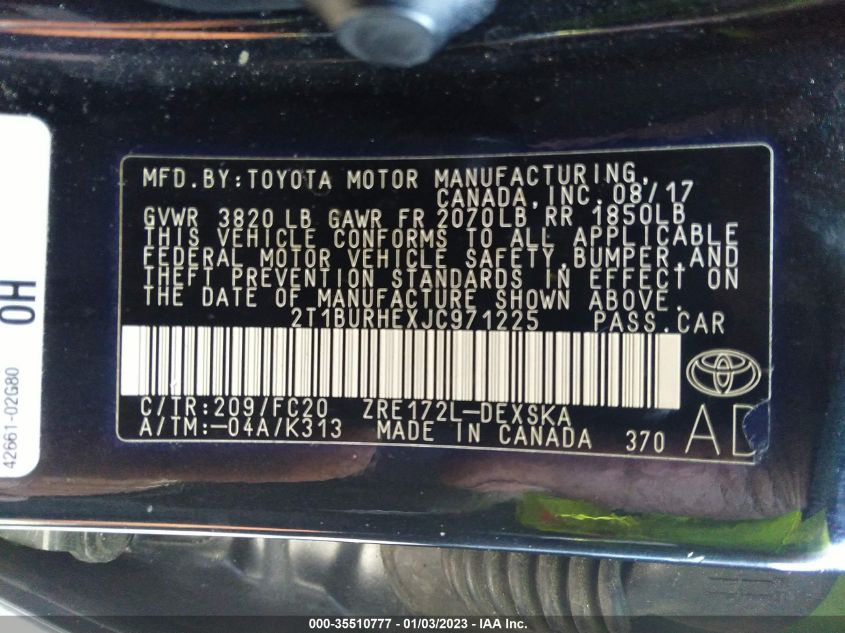 MFD.BY:TOYOTA MOTOR MANUFACTURING,
CANADA,INC.08/17
GVWR 3820 LB GAWR FR 2070LB RR 1850LB
THIS VEHICLE CONFORMS TO ALL APPLICABLE
FEDERAL MOTOR VEHICLE SAFETY,BUMPER,AND
THEFT PREVENTION STANDARDS IN EFFECT ON
THE DATE OF MANUFACTURE SHOWN ABOVE.
2T1BURHEXJC971225 PASS.CAR
C/TR:209/FC20 ZRE172L-DEXSKA
A/TM:-04A/K313 MADE IN CANADA 370 AD
0H
42661-02G80
000-35510777 - 01/03/2023 - IAA Inc.